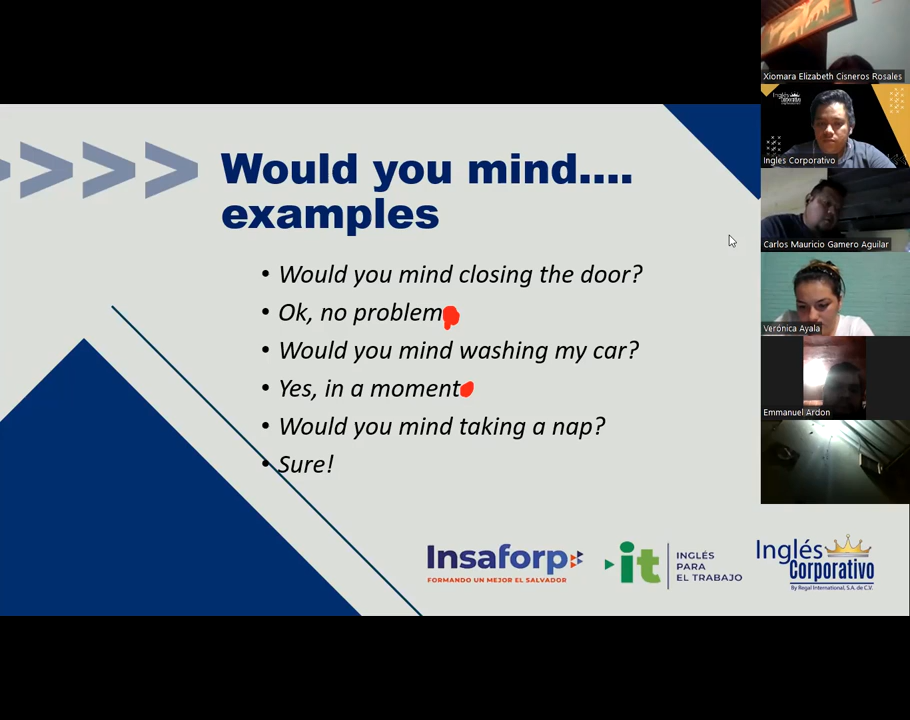 >>>>
Would you mind....
examples
• Would you mind closing the door?
• Ok, no problem
• Would you mind washing my car?
• Yes, in a moment
• Would you mind taking a nap?
• Sure!
Insaforp
FORMANDO UN MEJOR EL SALVADOR
it
INGLÉS
PARA
EL TRABAJO
Inglés
Corporativo
By Regal International, S.A. de C.V.
Xiomara Elizabeth Cisneros Rosales
Inglés
Corporativo
Ingles Corporativo
Carlos Mauricio Gamero Aguilar
Verónica Ayala
Emmanuel Ardon